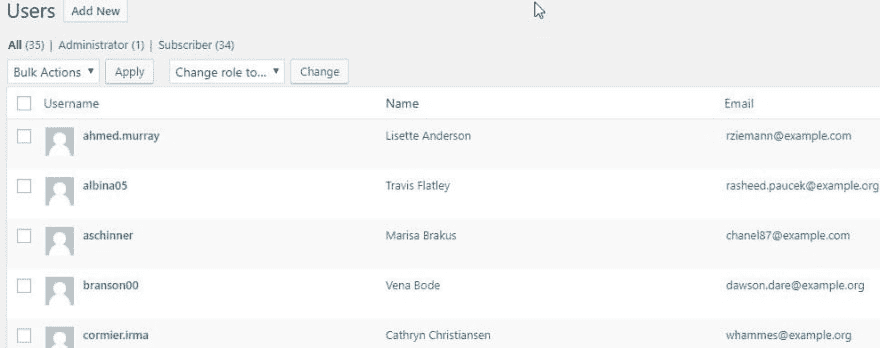 Users Add New
All (35) | Administrator (1) | Subscriber (34)
Bulk Actions Apply Change role to... Change
Username Name Email
ahmed.murray Lisette Anderson rziemann@example.com
albina05 Travis Flatley rasheed.paucek@example.org
aschinner Marisa Brakus chanel87@example.com
branson00 Vena Bode dawson.dare@example.org
cormier.irma Cathryn Christiansen whammes@example.org